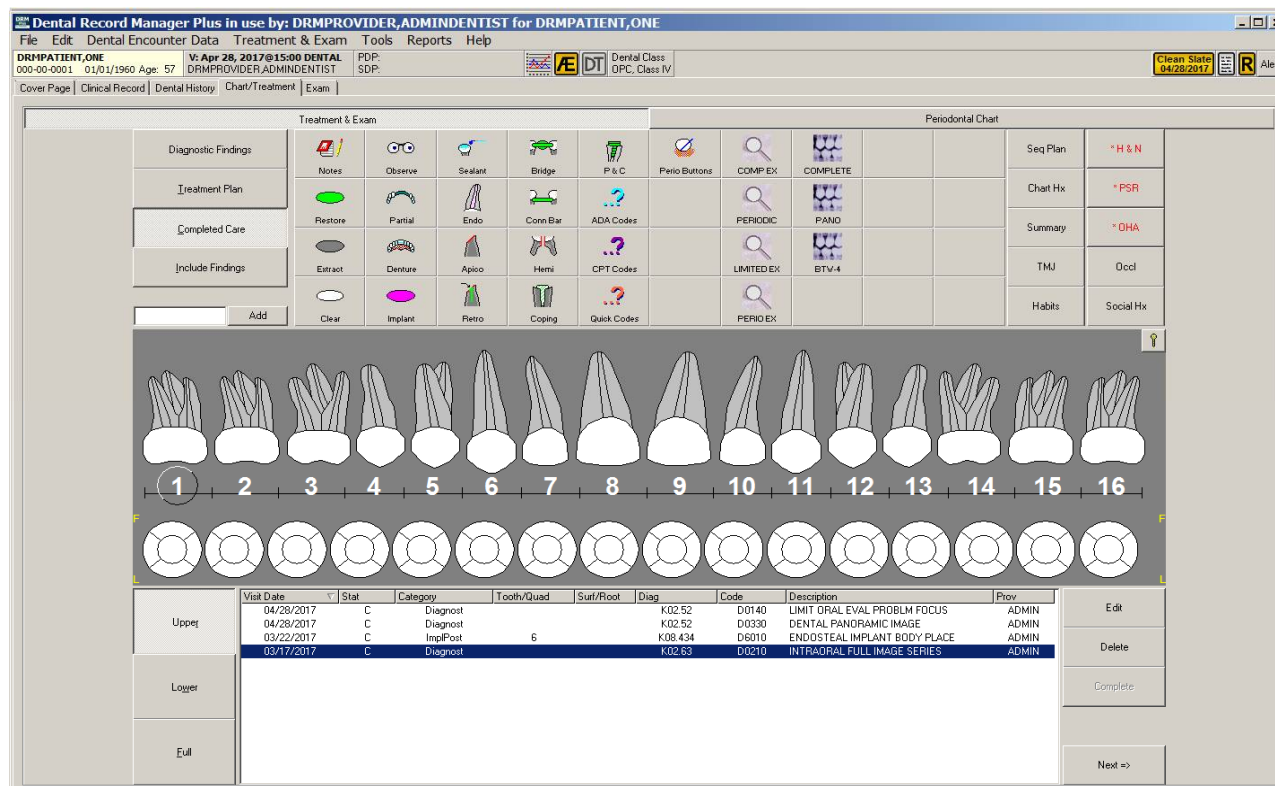 Dental Record Manager Plus in use by: DRMPROVIDER,ADMINDENTIST for DRMPATIENT,ONE
File Edit Dental Encounter Data Treatment & Exam Tools Reports Help
DRMPATIENT,ONE V: Apr 28, 2017@15:00 DENTAL PDP: Dental Class Clean Slate
000-00-0001 01/01/1960 Age: 57 DRMPROVIDER,ADMINDENTIST SDP: Æ DT OPC, Class IV 04/28/2017 R Ale
Cover Page Clinical Record Dental History Chart/Treatment Exam
Treatment & Exam Periodontal Chart
Diagnostic Findings Seq Plan * H & N
Notes Observe Sealant Bridge P & C Perio Buttons COMP EX COMPLETE
Treatment Plan Chart Hx * PSR
Restore Partial Endo Conn Bar ADA Codes PERIODIC PANO
Completed Care Summary * OHA
Extract Denture Apico Hemi CPT Codes LIMITED EX BTW-4
Include Findings TMJ Occl
Add Clear Implant Retro Coping Quick Codes PERIO EX Habits Social Hx
1 2 3 4 5 6 7 8 9 10 11 12 13 14 15 16
F F
L L
Visit Date Stat Category Tooth/Quad Surf/Root Diag Code Description Prov
04/28/2017 C Diagnost K02.52 D0140 LIMIT ORAL EVAL PROBLM FOCUS ADMIN
04/28/2017 C Diagnost K02.52 D0330 DENTAL PANORAMIC IMAGE ADMIN
03/22/2017 C ImplPost 6 K08.434 D6010 ENDOSTEAL IMPLANT BODY PLACE ADMIN
03/17/2017 C Diagnost K02.63 D0210 INTRAORAL FULL IMAGE SERIES ADMIN
Upper
Lower
Full
Edit
Delete
Complete
Next =>